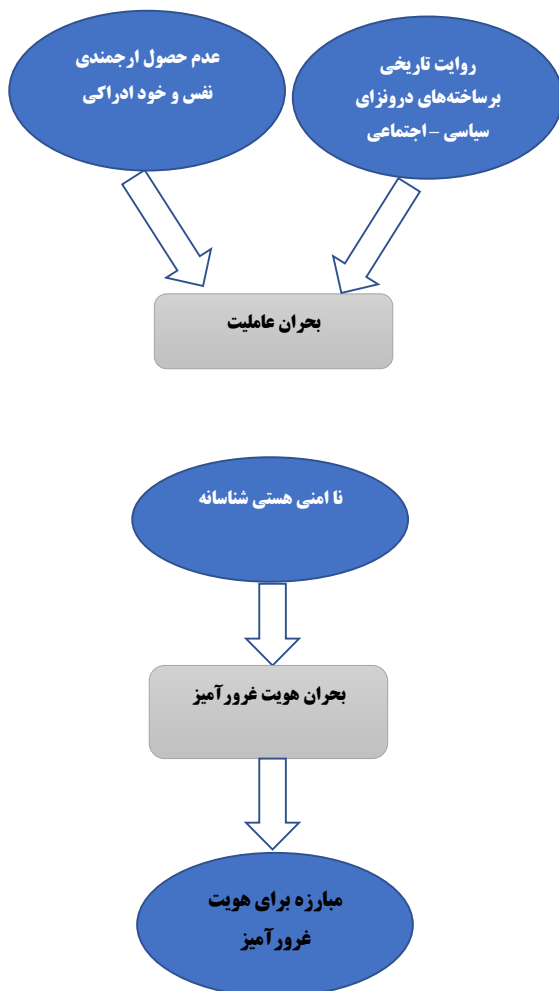 روایت تاریخی
برساخته‌های درونزای
سیاسی – اجتماعی
عدم حصول ارجمندی
نفس و خود ادراکی
بحران عاملیت
نا امنی هستی شناسانه
بحران هویت غرورآمیز
مبارزه برای هویت
غرورآمیز